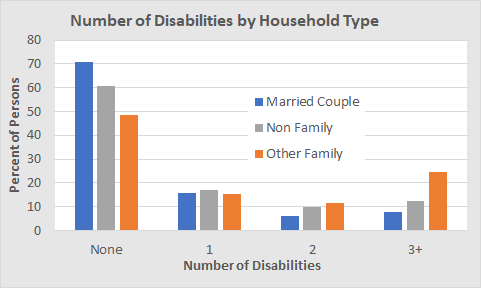 Number of Disabilities by Household Type
Percent of Persons
80
70
60
50
40
30
20
10
0
Married Couple
Non Family
Other Family
None 1 2 3+
Number of Disabilities